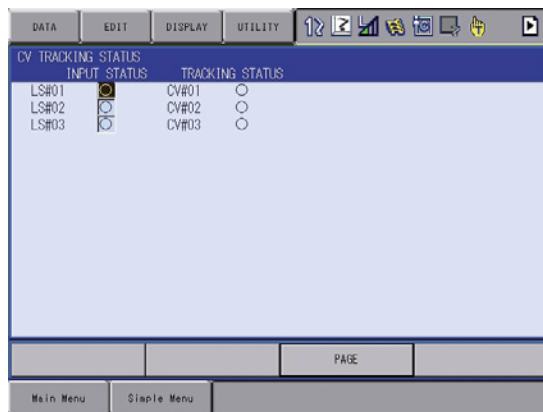 DATA EDIT DISPLAY UTILITY
CV TRACKING STATUS
INPUT STATUS TRACKING STATUS
LS#01 CV#01
LS#02 CV#02
LS#03 CV#03
PAGE
Main Menu Simple Menu